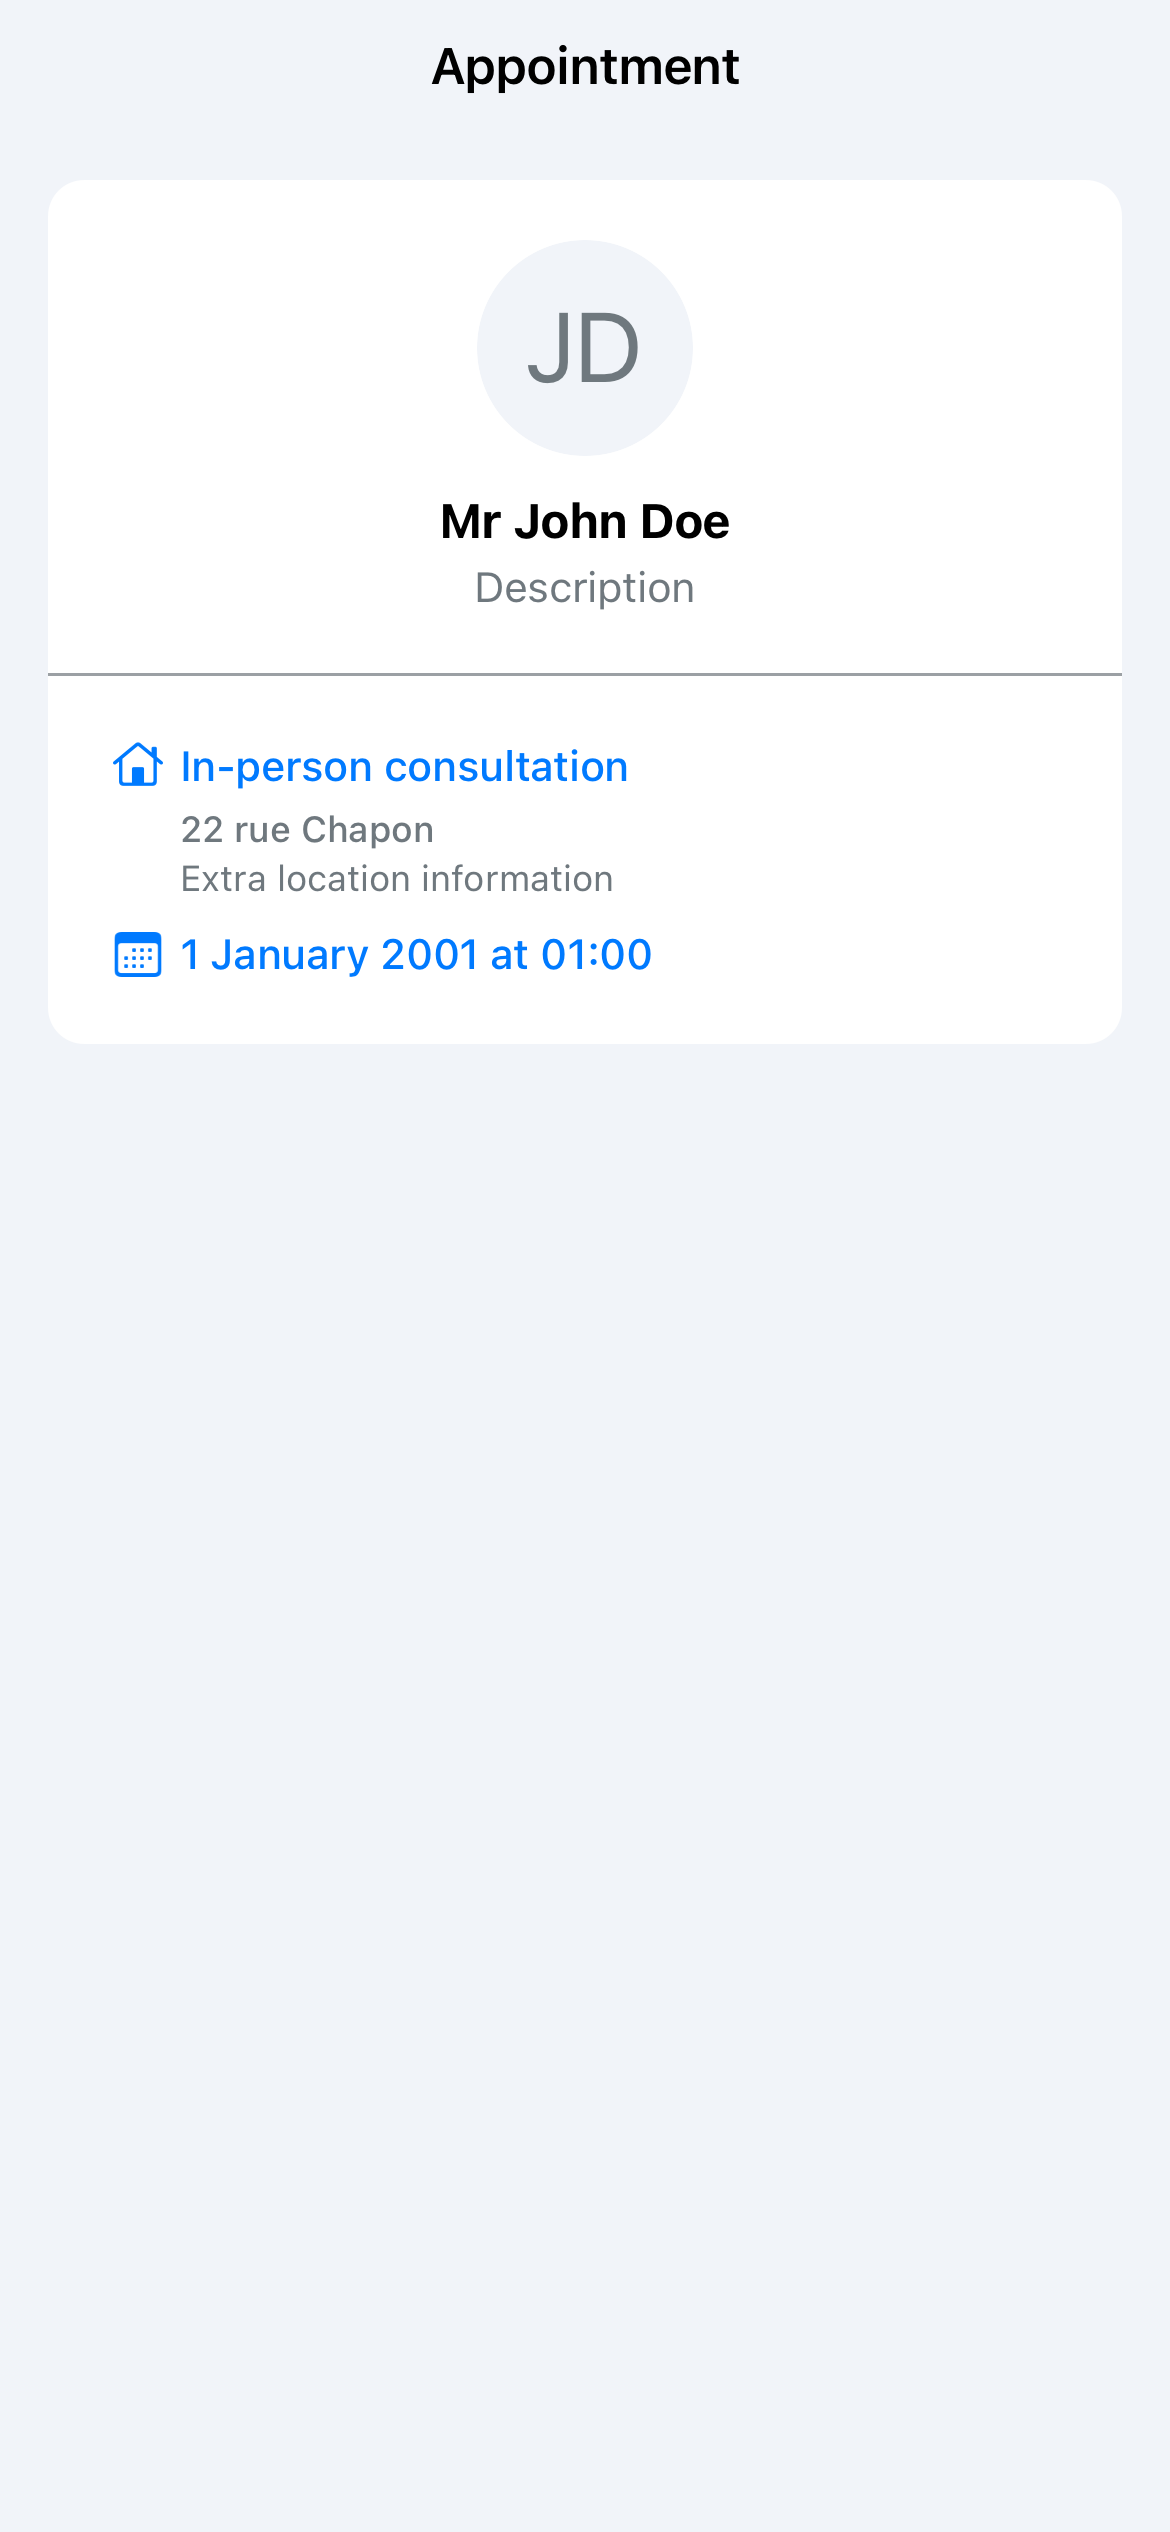 Appointment
JD
Mr John Doe
Description
In-person consultation
22 rue Chapon
Extra location information
1 January 2001 at 01:00